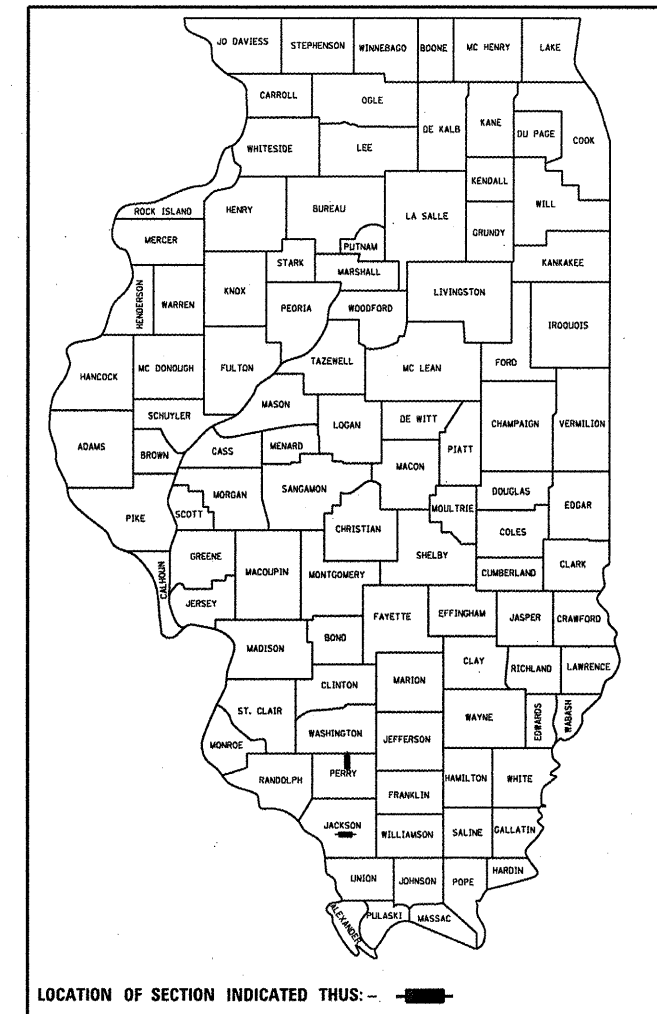 JO DAVIESS STEPHENSON WINNEBAGO BOONE MC HENRY LAKE
CARROLL OGLE DE KALB KANE DU PAGE COOK
WHITESIDE LEE
KENDALL
ROCK ISLAND HENRY BUREAU LA SALLE WILL
MERCER PUTNAM GRUNDY
STARK MARSHALL KANKAKEE
HENDERSON WARREN KNOX PEORIA WOODFORD LIVINGSTON IROQUOIS
HANCOCK MC DONOUGH FULTON TAZEWELL MC LEAN FORD
MASON
SCHUYLER LOGAN DE WITT CHAMPAIGN VERMILION
ADAMS BROWN CASS MENARD MACON PIATT
SANGAMON DOUGLAS
PIKE SCOTT MORGAN CHRISTIAN MOULTRIE COLES EDGAR
GREENE SHELBY
CALHOUN MACOUPIN MONTGOMERY CUMBERLAND CLARK
JERSEY FAYETTE EFFINGHAM JASPER CRAWFORD
MADISON BOND
CLAY RICHLAND LAWRENCE
CLINTON MARION
ST. CLAIR WAYNE EDWARDS WABASH
WASHINGTON JEFFERSON
MONROE
RANDOLPH PERRY HAMILTON WHITE
FRANKLIN
JACKSON WILLIAMSON SALINE GALLATIN
UNION JOHNSON POPE HARDIN
ALEXANDER PULASKI MASSAC
LOCATION OF SECTION INDICATED THUS: –